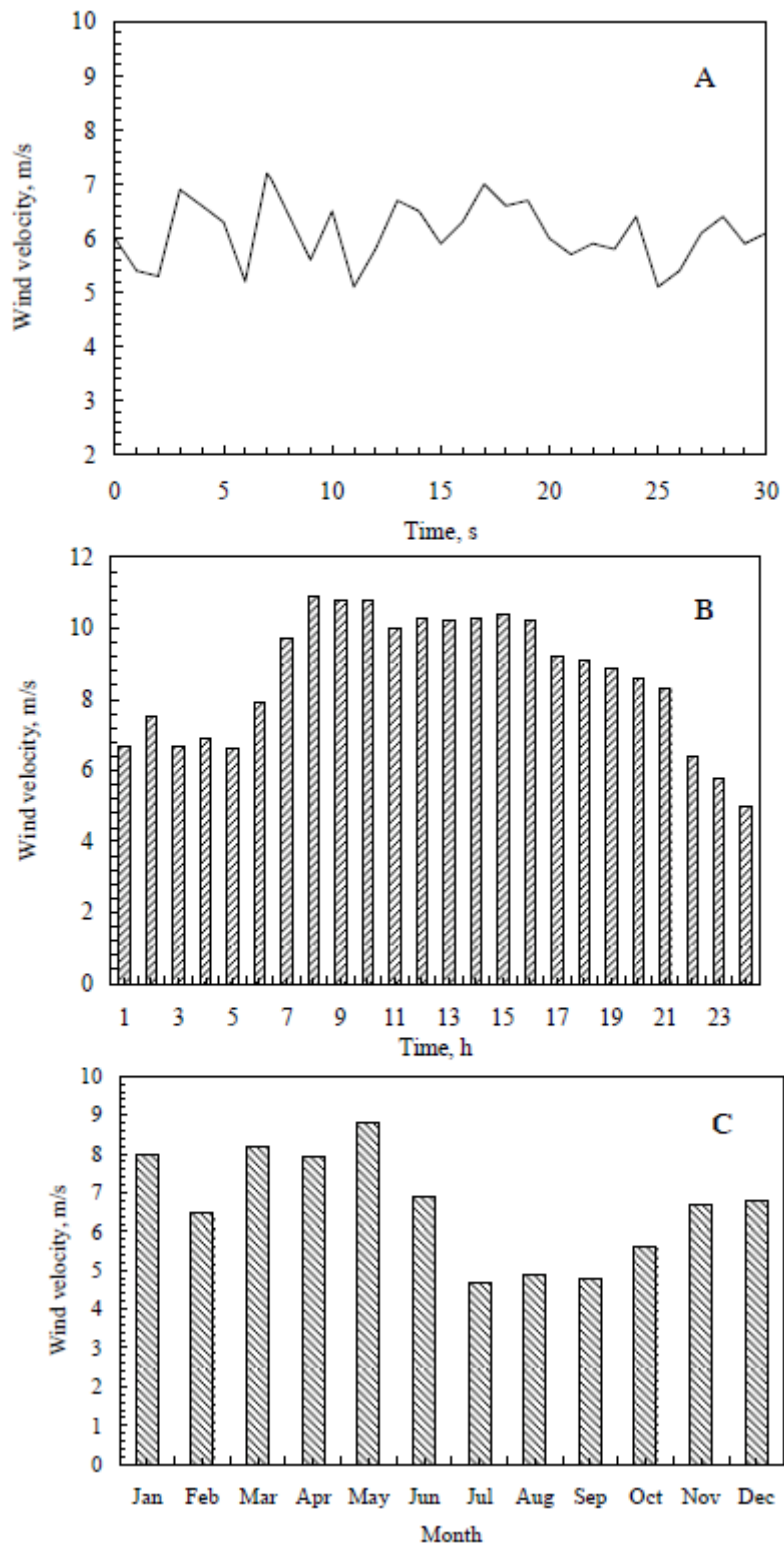 10
A
9
8
7
6
5
4
3
2
Wind velocity, m/s
0 5 10 15 20 25 30
Time, s
12
B
10
8
6
4
2
0
Wind velocity, m/s
1 3 5 7 9 11 13 15 17 19 21 23
Time, h
10
9
C
8
7
6
5
4
3
2
1
0
Wind velocity, m/s
Jan Feb Mar Apr May Jun Jul Aug Sep Oct Nov Dec
Month